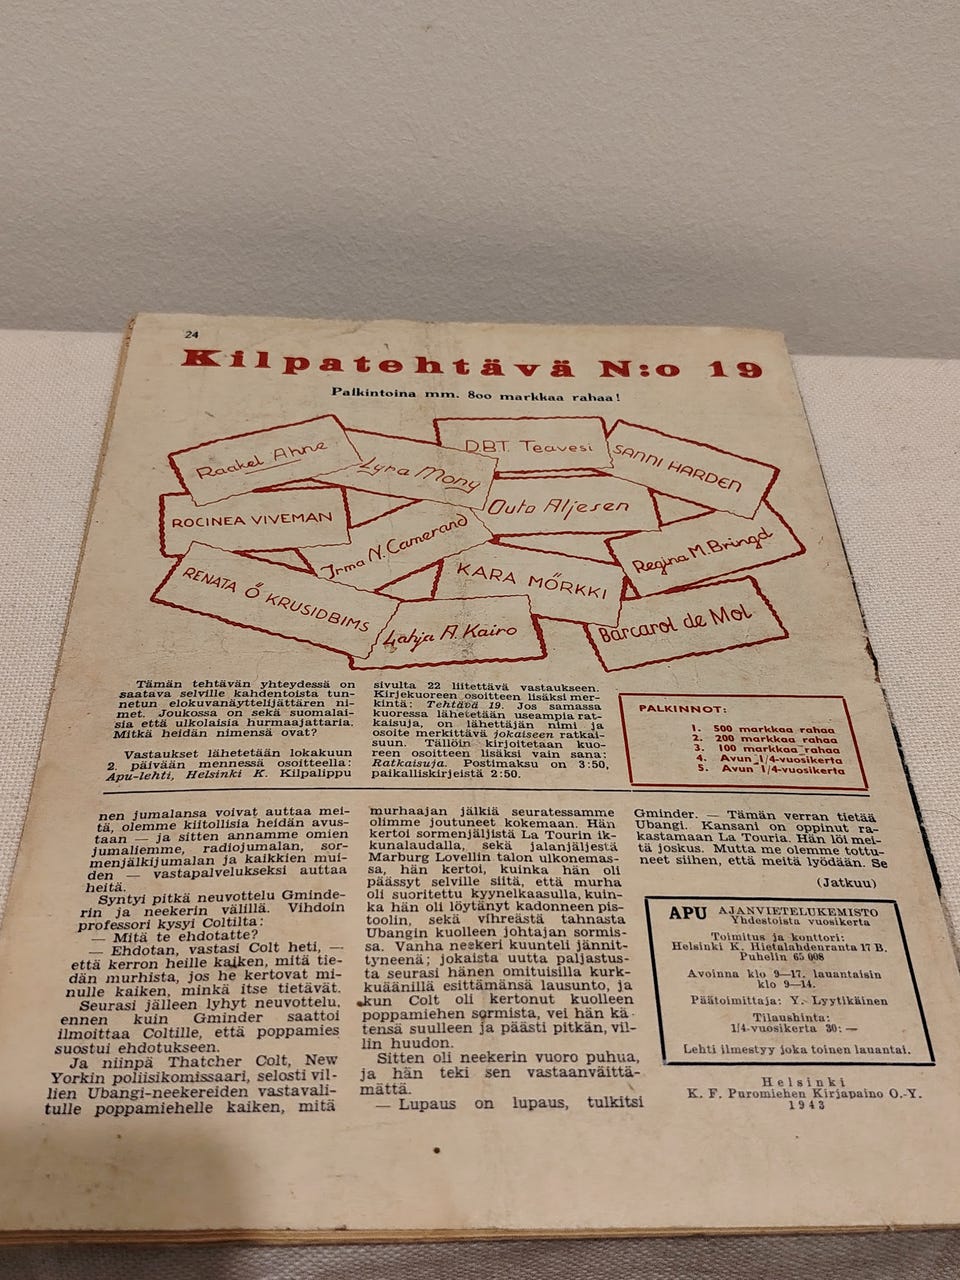 24
Kilpatehtävä N:o 19
Palkintoina mm. 800 markkaa rahaa!
Raakel Ahne
Lyra Mony
D.B.T. Teavesi
SANNI HARDEN
ROCINEA VIVEMAN
Irma N. Camerand
Outo Aljesen
Regina M. Bringd
RENATA Ö KRUSIDBIMS
Lahja A. Kairo
KARA MÖRKKI
Barcarol de Mol
Tämän tehtävän yhteydessä on
saatava selville kahdentoista tun-
netun elokuvanäyttelijättären ni-
met. Joukossa on sekä suomalai-
sia että ulkolaisia hurmaajattaria.
Mitkä heidän nimensä ovat?
Vastaukset lähetetään lokakuun
2. päivään mennessä osoitteella:
Apu-lehti, Helsinki K. Kilpalippu
sivulta 22 liitettävä vastaukseen.
Kirjekuoreen osoitteen lisäksi mer-
kintä: Tehtävä 19. Jos samassa
kuoressa lähetetään useampia rat-
kaisuja, on lähettäjän nimi ja
osoite merkittävä jokaiseen ratkai-
suun. Tällöin kirjoitetaan kuo-
reen osoitteen lisäksi vain sana:
Ratkaisuja. Postimaksu on 3:50,
paikalliskirjeistä 2:50.
PALKINNOT:
1. 500 markkaa rahaa
2. 200 markkaa rahaa
3. 100 markkaa rahaa
4. Avun 1/4-vuosikerta
5. Avun 1/4-vuosikerta
nen jumalansa voivat auttaa mei-
tä, olemme kiitollisia heidän avus-
taan — ja sitten annamme omien
jumaliemme, radiojumalan, sor-
menjälkijumalan ja kaikkien mui-
den — vastapalvelukseksi auttaa
heitä.
Syntyi pitkä neuvottelu Gminde-
rin ja neekerin välillä. Vihdoin
professori kysyi Coltilta:
— Mitä te ehdotatte?
— Ehdotan, vastasi Colt heti, —
että kerron heille kaiken, mitä tie-
dän murhista, jos he kertovat mi-
nulle kaiken, minkä itse tietävät.
Seurasi jälleen lyhyt neuvottelu,
ennen kuin Gminder saattoi
ilmoittaa Coltille, että poppamies
suostui ehdotukseen.
Ja niinpä Thatcher Colt, New
Yorkin poliisikomissaari, selosti vil-
lien Ubangi-neekereiden vastavali-
tulle poppamiehelle kaiken, mitä
murhaajan jälkiä seuratessamme
olimme joutuneet kokemaan. Hän
kertoi sormenjäljistä La Tourin ik-
kunalaudalla, sekä jalanjäljestä
Marburg Lovellin talon ulkonemas-
sa, hän kertoi, kuinka hän oli
päässyt selville siitä, että murha
oli suoritettu kyynelkaasulla, kuin-
ka hän oli löytänyt kadonneen pis-
toolin, sekä vihreästä tahnasta
Ubangin kuolleen johtajan sormis-
sa. Vanha neekeri kuunteli jännit-
tyneenä; jokaista uutta paljastus-
ta seurasi hänen omituisilla kurk-
kuäänillä esittämänsä lausunto, ja
kun Colt oli kertonut kuolleen
poppamiehen sormista, vei hän kä-
tensä suulleen ja päästi pitkän, vil-
lin huudon.
Sitten oli neekerin vuoro puhua,
ja hän teki sen vastaanväittä-
mättä.
— Lupaus on lupaus, tulkitsi
Gminder. — Tämän verran tietää
Ubangi. Kansani on oppinut ra-
kastamaan La Touria. Hän löi mei-
tä joskus. Mutta me olemme tottu-
neet siihen, että meitä lyödään. Se
(Jatkuu)
APU AJANVIETELUKEMISTO
Yhdestoista vuosikerta
Toimitus ja konttori:
Helsinki K. Hietalahdenranta 17 B.
Puhelin 65 008
Avoinna klo 9—17, lauantaisin
klo 9—14.
Päätoimittaja: Y. Lyytikäinen
Tilaushinta:
1/4-vuosikerta 30: —
Lehti ilmestyy joka toinen lauantai.
Helsinki
K. F. Puromiehen Kirjapaino O.-Y.
1943